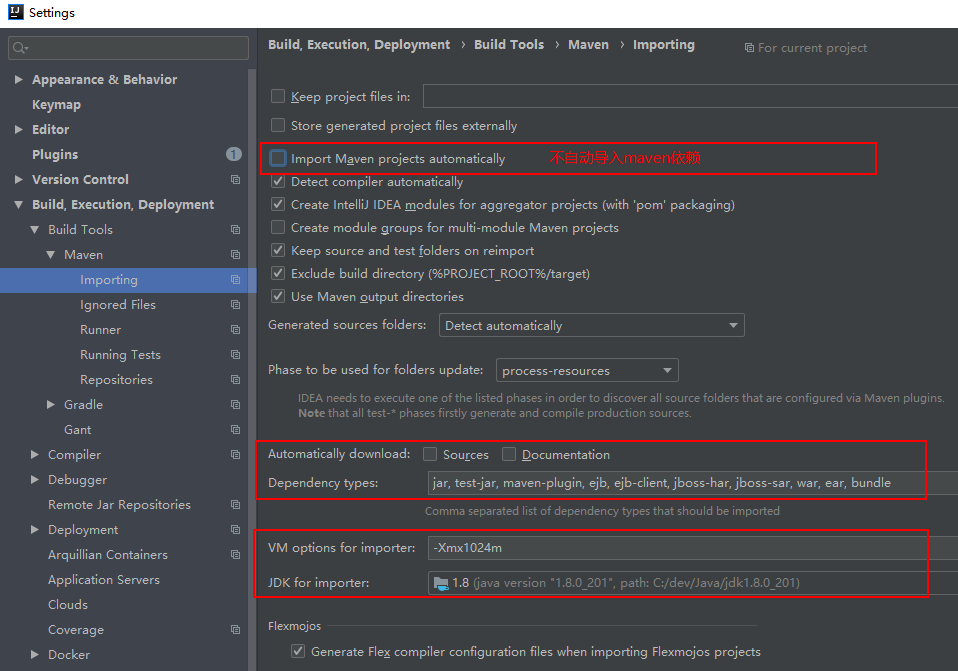 Settings
Appearance & Behavior
Keymap
Editor
Plugins 1
Version Control
Build, Execution, Deployment
Build Tools
Maven
Importing
Ignored Files
Runner
Running Tests
Repositories
Gradle
Gant
Compiler
Debugger
Remote Jar Repositories
Deployment
Arquillian Containers
Application Servers
Clouds
Coverage
Docker
Build, Execution, Deployment › Build Tools › Maven › Importing For current project
Keep project files in:
Store generated project files externally
Import Maven projects automatically 不自动导入maven依赖
Detect compiler automatically
Create IntelliJ IDEA modules for aggregator projects (with 'pom' packaging)
Create module groups for multi-module Maven projects
Keep source and test folders on reimport
Exclude build directory (%PROJECT_ROOT%/target)
Use Maven output directories
Generated sources folders: Detect automatically
Phase to be used for folders update: process-resources
IDEA needs to execute one of the listed phases in order to discover all source folders that are configured via Maven plugins.
Note that all test-* phases firstly generate and compile production sources.
Automatically download: Sources Documentation
Dependency types: jar, test-jar, maven-plugin, ejb, ejb-client, jboss-har, jboss-sar, war, ear, bundle
Comma separated list of dependency types that should be imported
VM options for importer: -Xmx1024m
JDK for importer: 1.8 (java version "1.8.0_201", path: C:/dev/Java/jdk1.8.0_201)
Flexmojos
Generate Flex compiler configuration files when importing Flexmojos projects